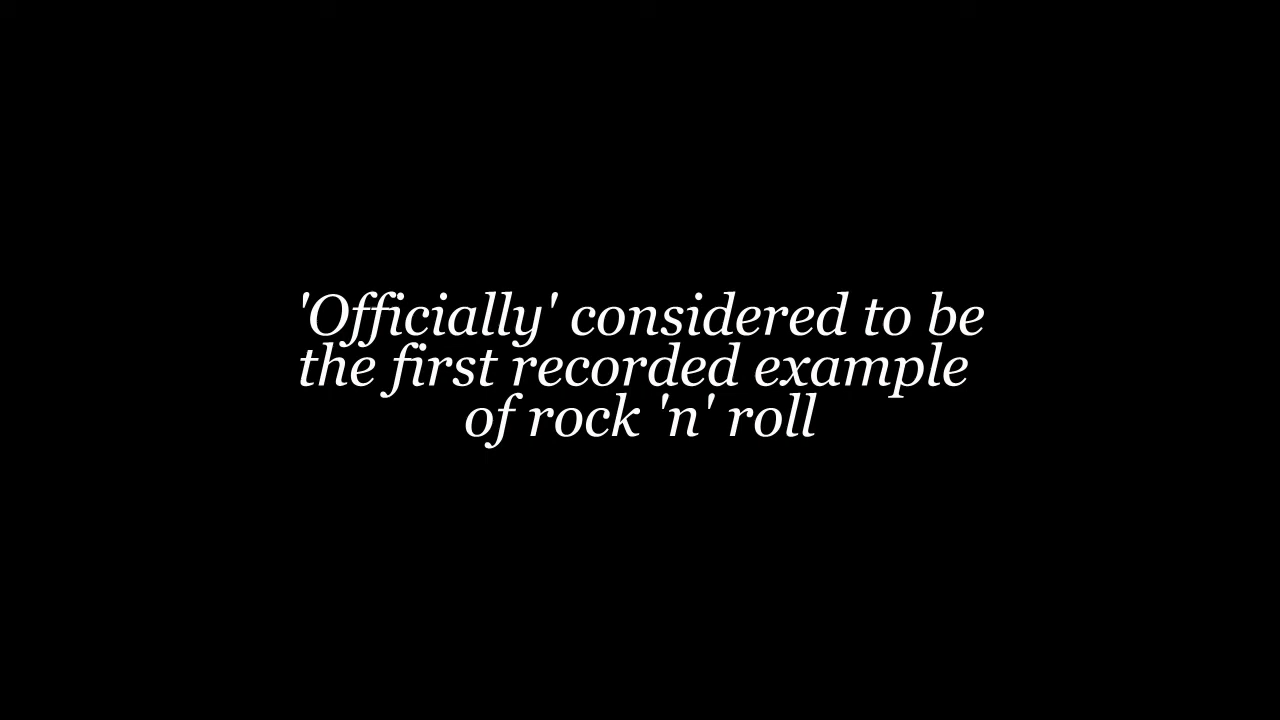 'Officially' considered to be
the first recorded example
of rock 'n' roll